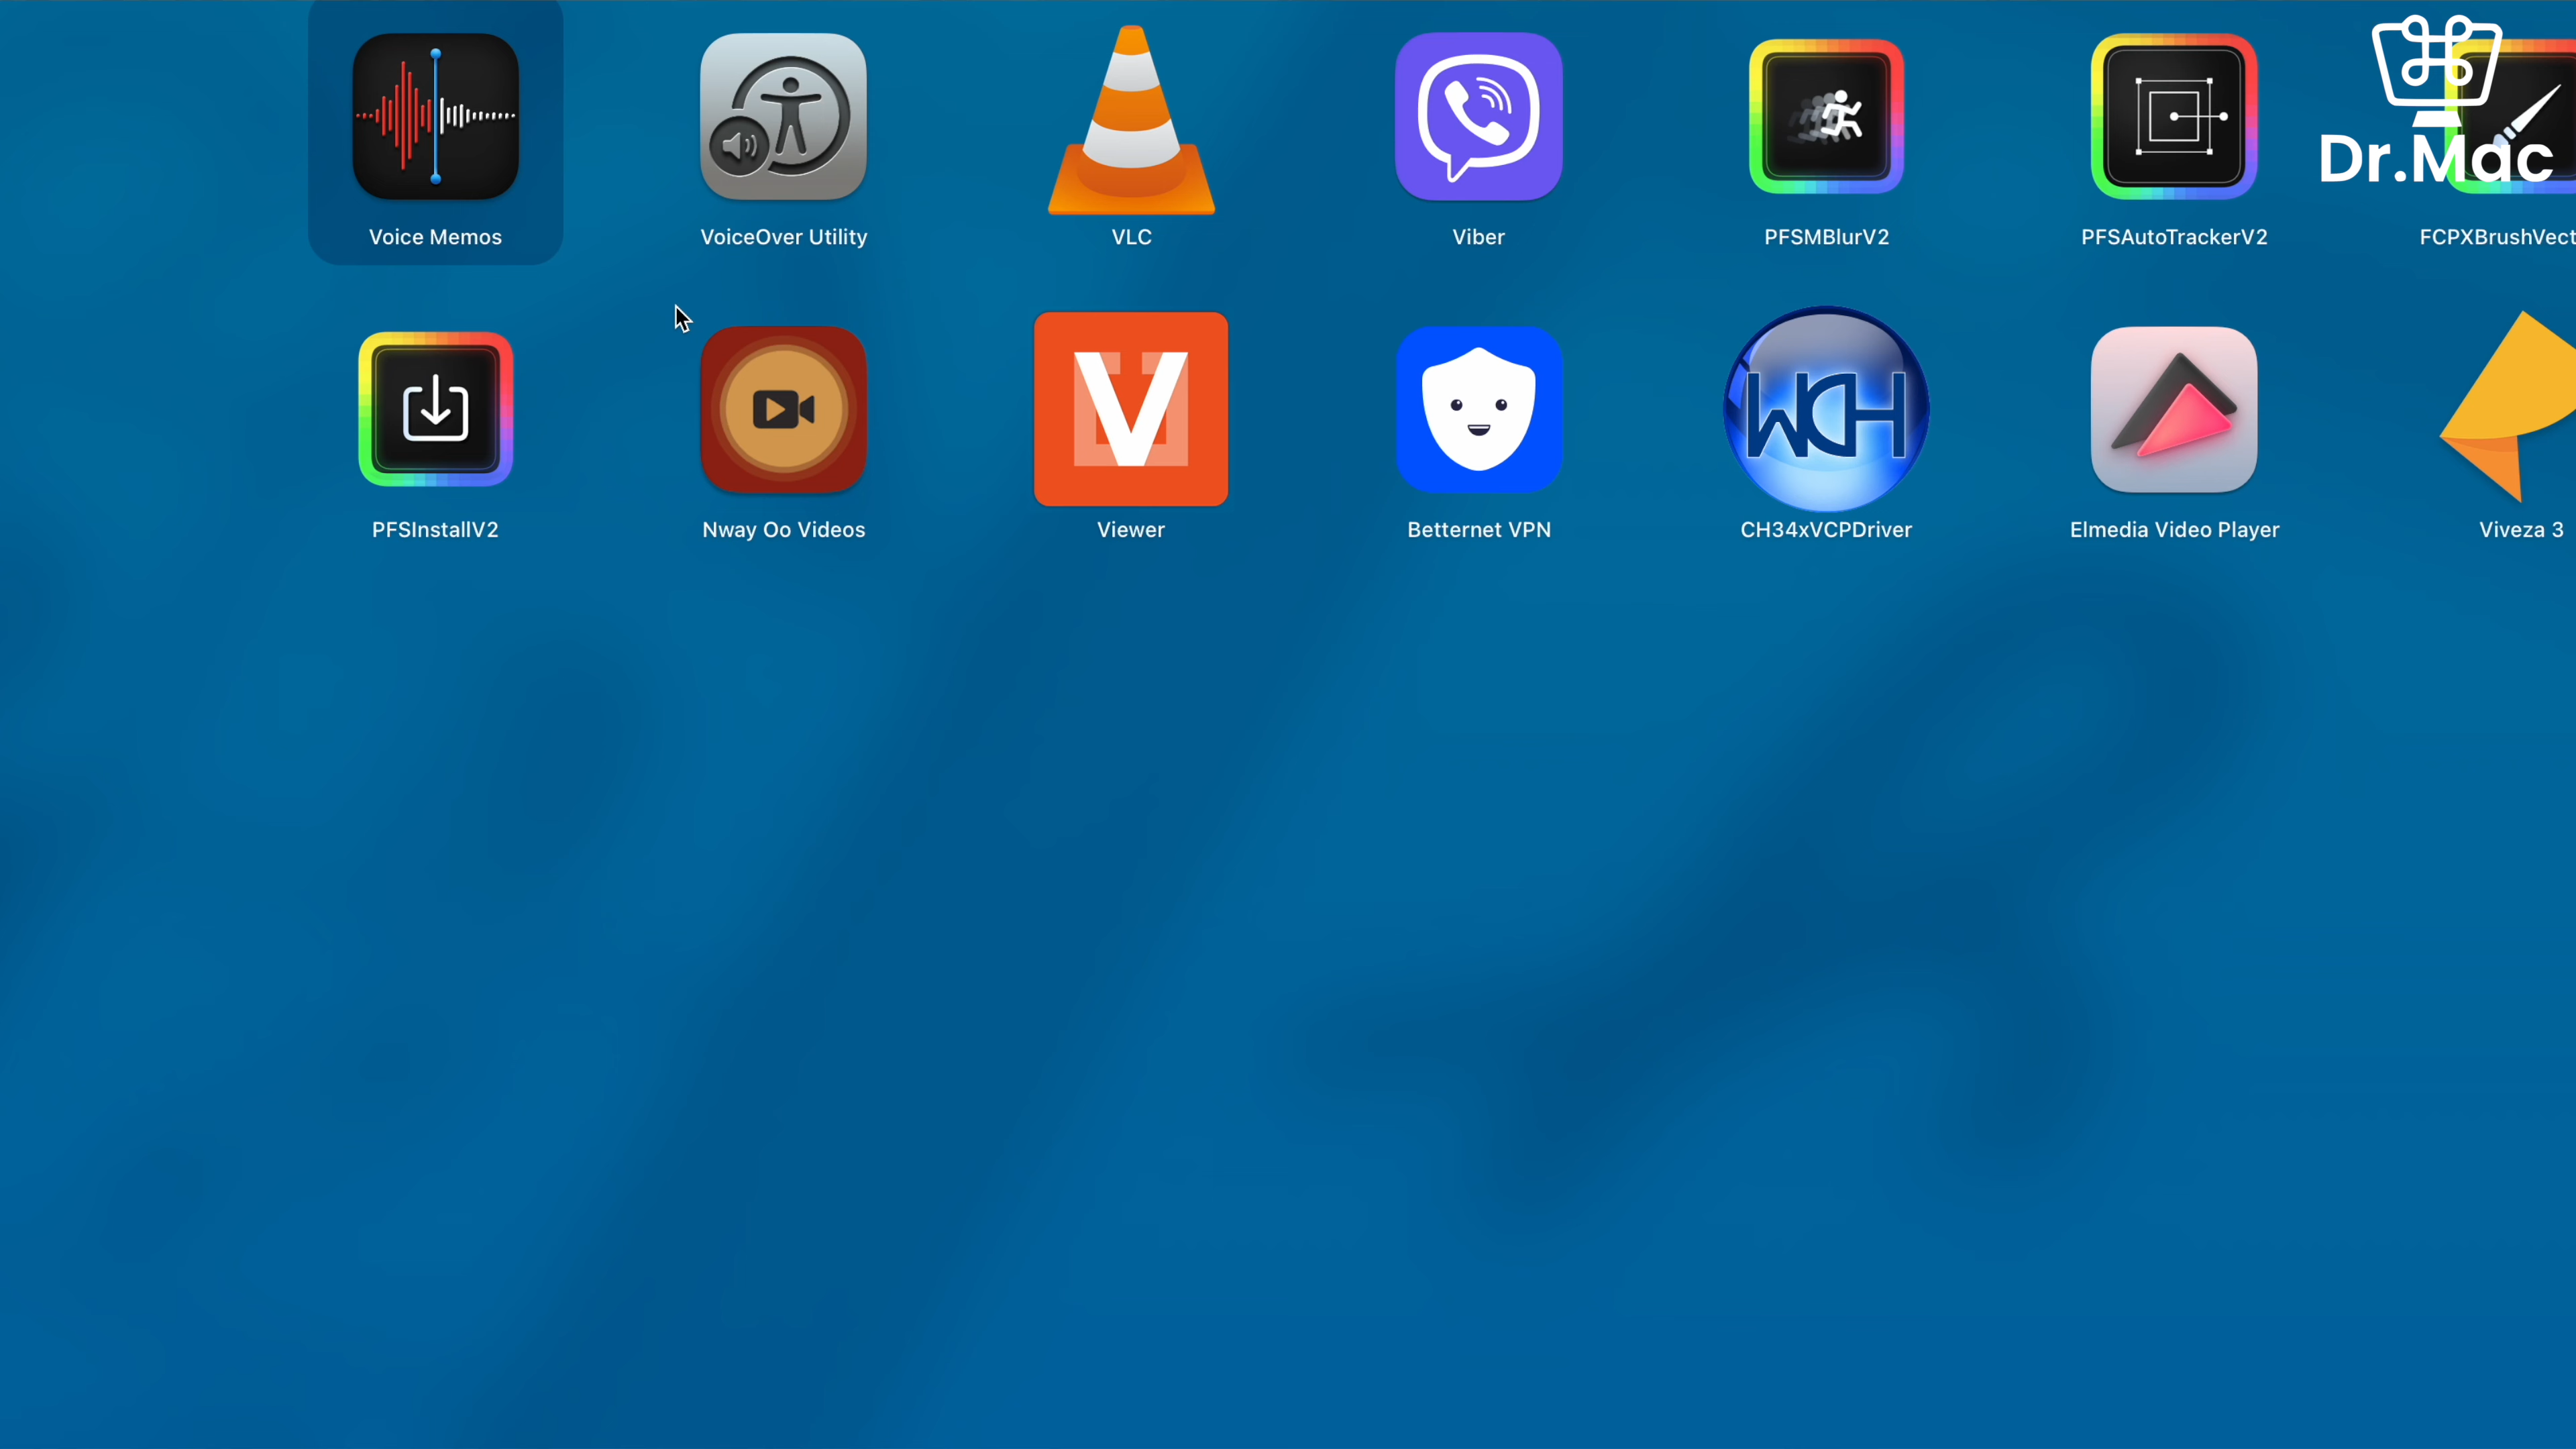 Dr.Mac
Voice Memos
VoiceOver Utility
VLC
Viber
PFSMBlurV2
PFSAutoTrackerV2
FCPXBrushVect
PFSInstallV2
Nway Oo Videos
V
Viewer
Betternet VPN
WCH
CH34xVCPDriver
Elmedia Video Player
Viveza 3